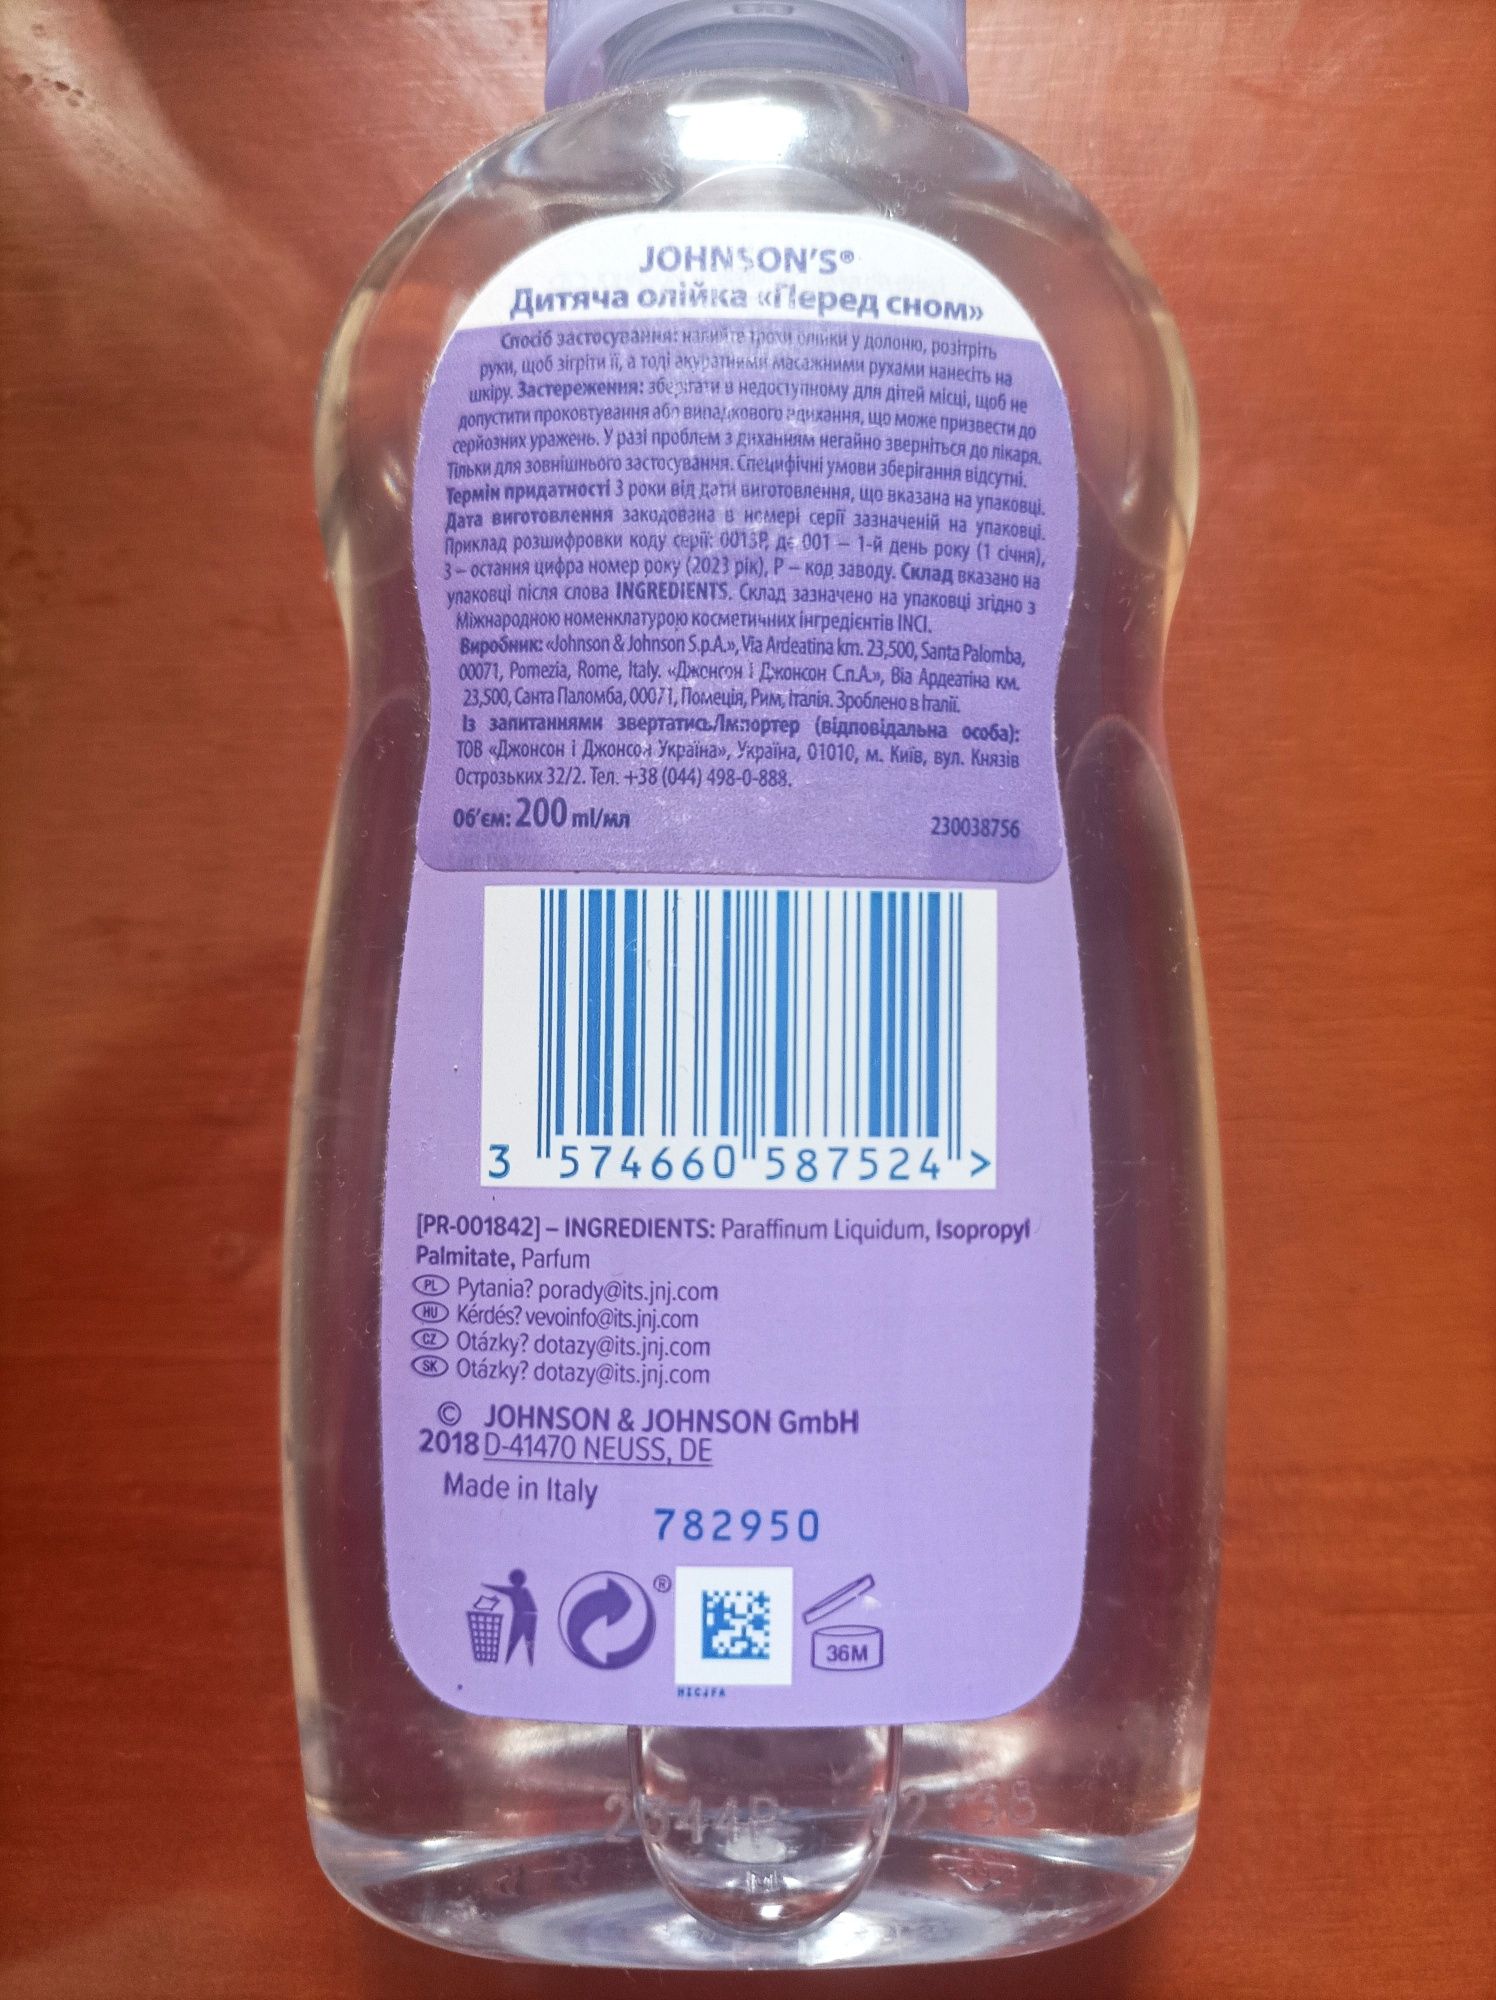 JOHNSON'S®
Дитяча олійка «Перед сном»
Спосіб застосування: налийте трохи олійки у долоню, розітріть
руки, щоб зігріти її, а тоді акуратними масажними рухами нанесіть на
шкіру. Застереження: зберігати в недоступному для дітей місці, щоб не
допустити проковтування або випадкового вдихання, що може призвести до
серйозних уражень. У разі проблем з диханням негайно зверніться до лікаря.
Тільки для зовнішнього застосування. Специфічні умови зберігання відсутні.
Термін придатності 3 роки від дати виготовлення, що вказана на упаковці.
Дата виготовлення закодована в номері серії зазначеній на упаковці.
Приклад розшифровки коду серії: 0013P, де 001 – 1-й день року (1 січня),
3 – остання цифра номер року (2023 рік), P – код заводу. Склад вказано на
упаковці після слова INGREDIENTS. Склад зазначено на упаковці згідно з
Міжнародною номенклатурою косметичних інгредієнтів INCI.
Виробник: «Johnson & Johnson S.p.A.», Via Ardeatina km. 23,500, Santa Palomba,
00071, Pomezia, Rome, Italy. «Джонсон і Джонсон С.п.А.», Віа Ардеатіна км.
23,500, Санта Паломба, 00071, Помеція, Рим, Італія. Зроблено в Італії.
Із запитаннями звертатись/Імпортер (відповідальна особа):
ТОВ «Джонсон і Джонсон Україна», Україна, 01010, м. Київ, вул. Князів
Острозьких 32/2. Тел. +38 (044) 498-0-888.
Об'єм: 200 ml/мл
230038756
3 574660 587524 >
[PR-001842] – INGREDIENTS: Paraffinum Liquidum, Isopropyl
Palmitate, Parfum
PL Pytania? porady@its.jnj.com
HU Kérdés? vevoinfo@its.jnj.com
CZ Otázky? dotazy@its.jnj.com
SK Otázky? dotazy@its.jnj.com
© JOHNSON & JOHNSON GmbH
2018 D-41470 NEUSS, DE
Made in Italy
782950
®
36M